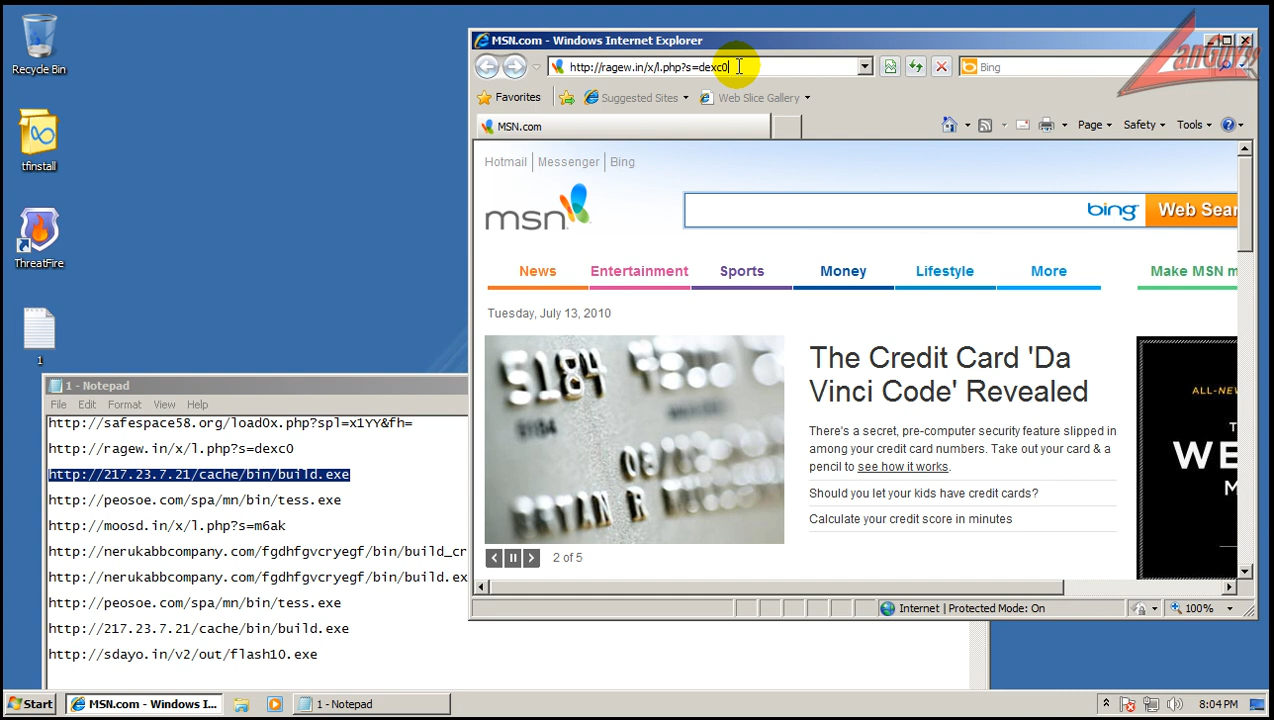 Recycle Bin
tfinstall
ThreatFire
1
MSN.com - Windows Internet Explorer
http://ragew.in/x/l.php?s=dexc0
Bing
Favorites
Suggested Sites
Web Slice Gallery
MSN.com
Page
Safety
Tools
Hotmail
Messenger
Bing
msn
bing
Web Sear
News
Entertainment
Sports
Money
Lifestyle
More
Make MSN m
Tuesday, July 13, 2010
5184
08/0
BRYAN R M
The Credit Card 'Da
Vinci Code' Revealed
There's a secret, pre-computer security feature slipped in
among your credit card numbers. Take out your card & a
pencil to see how it works.
Should you let your kids have credit cards?
Calculate your credit score in minutes
2 of 5
ALL-NEW
WE
Internet | Protected Mode: On
100%
1 - Notepad
File Edit Format View Help
http://safespace58.org/load0x.php?spl=x1YY&fh=
http://ragew.in/x/l.php?s=dexc0
http://217.23.7.21/cache/bin/build.exe
http://peosoe.com/spa/mn/bin/tess.exe
http://moosd.in/x/l.php?s=m6ak
http://nerukabbcompany.com/fgdhfgvcryegf/bin/build_cr
http://nerukabbcompany.com/fgdhfgvcryegf/bin/build.ex
http://peosoe.com/spa/mn/bin/tess.exe
http://217.23.7.21/cache/bin/build.exe
http://sdayo.in/v2/out/flash10.exe
Start
MSN.com - Windows I...
1 - Notepad
8:04 PM